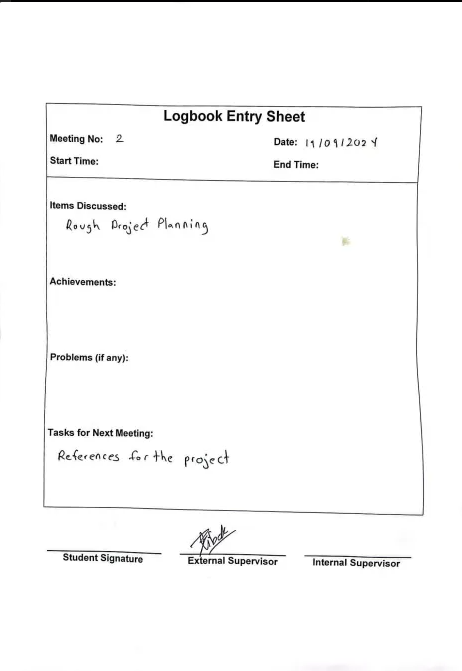 Logbook Entry Sheet
Meeting No: 2
Date: 19/09/2024
Start Time:
End Time:
Items Discussed:
Rough Project Planning
Achievements:
Problems (if any):
Tasks for Next Meeting:
References for the project
Student Signature
External Supervisor
Internal Supervisor